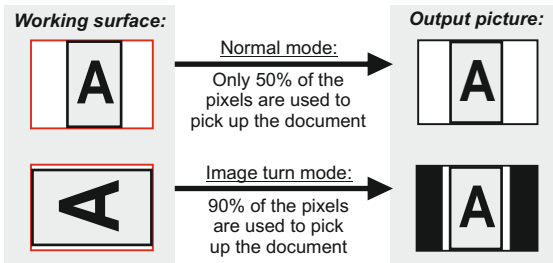 Working surface:
Output picture:
Normal mode:
Only 50% of the
pixels are used to
pick up the document
A
A
Image turn mode:
90% of the pixels
are used to pick
up the document
A
A